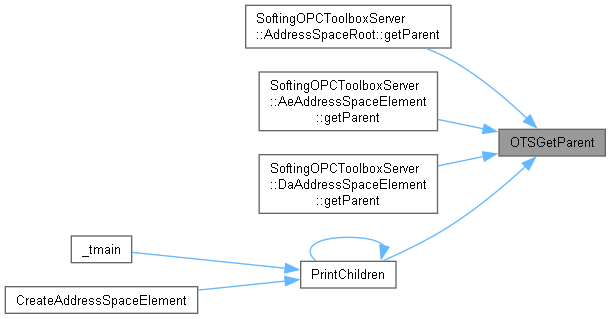 SoftingOPCToolboxServer
::AddressSpaceRoot::getParent
SoftingOPCToolboxServer
::AeAddressSpaceElement
::getParent
OTSGetParent
SoftingOPCToolboxServer
::DaAddressSpaceElement
::getParent
_tmain
PrintChildren
CreateAddressSpaceElement